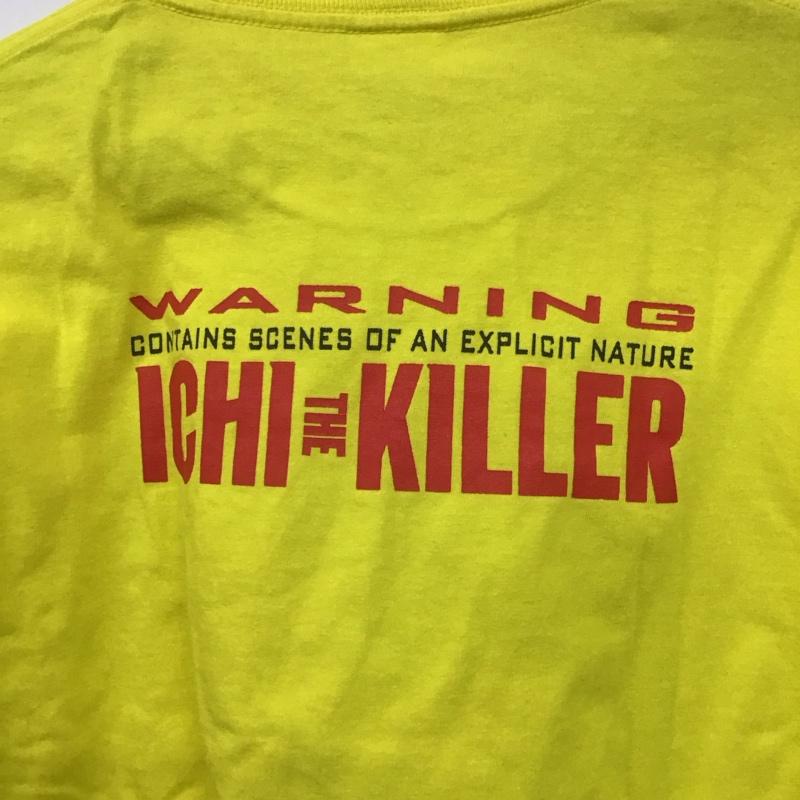 WARNING
CONTAINS SCENES OF AN EXPLICIT NATURE
ICHI THE KILLER